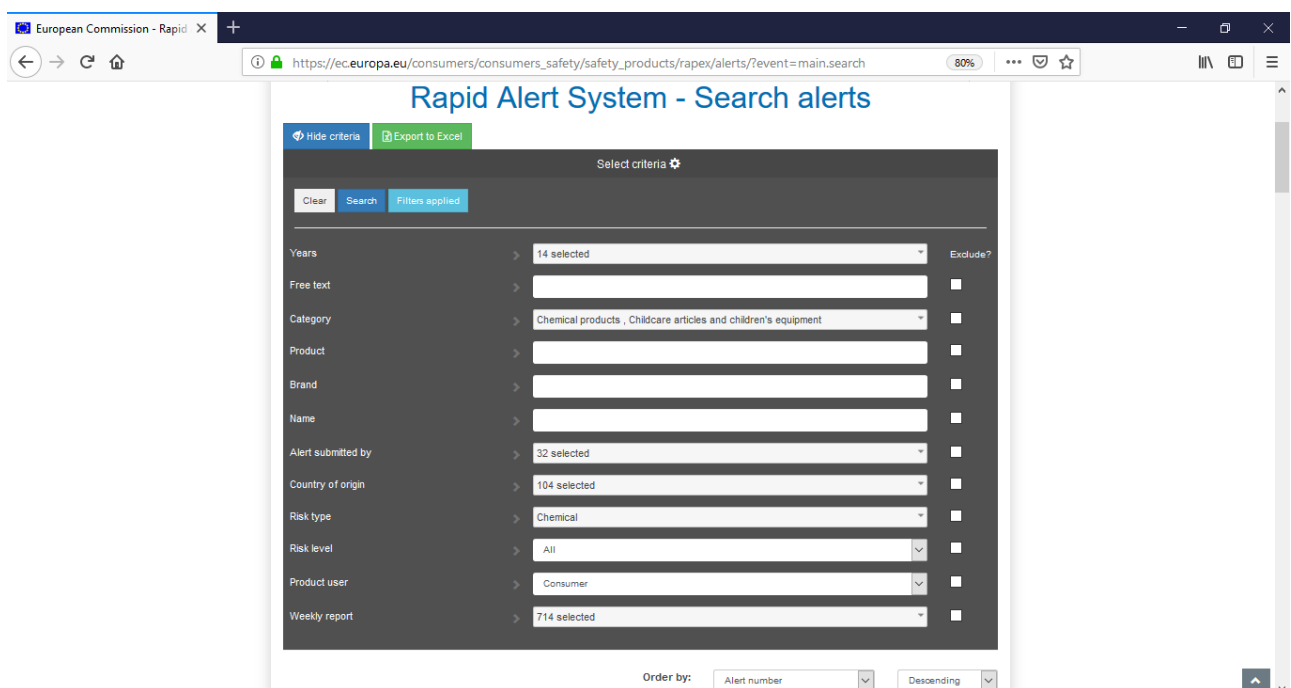 European Commission - Rapid
https://ec.europa.eu/consumers/consumers_safety/safety_products/rapex/alerts/?event=main.search
80%
Rapid Alert System - Search alerts
Hide criteria
Export to Excel
Select criteria
Clear
Search
Filters applied
Years
14 selected
Exclude?
Free text
Category
Chemical products , Childcare articles and children's equipment
Product
Brand
Name
Alert submitted by
32 selected
Country of origin
104 selected
Risk type
Chemical
Risk level
All
Product user
Consumer
Weekly report
714 selected
Order by:
Alert number
Descending